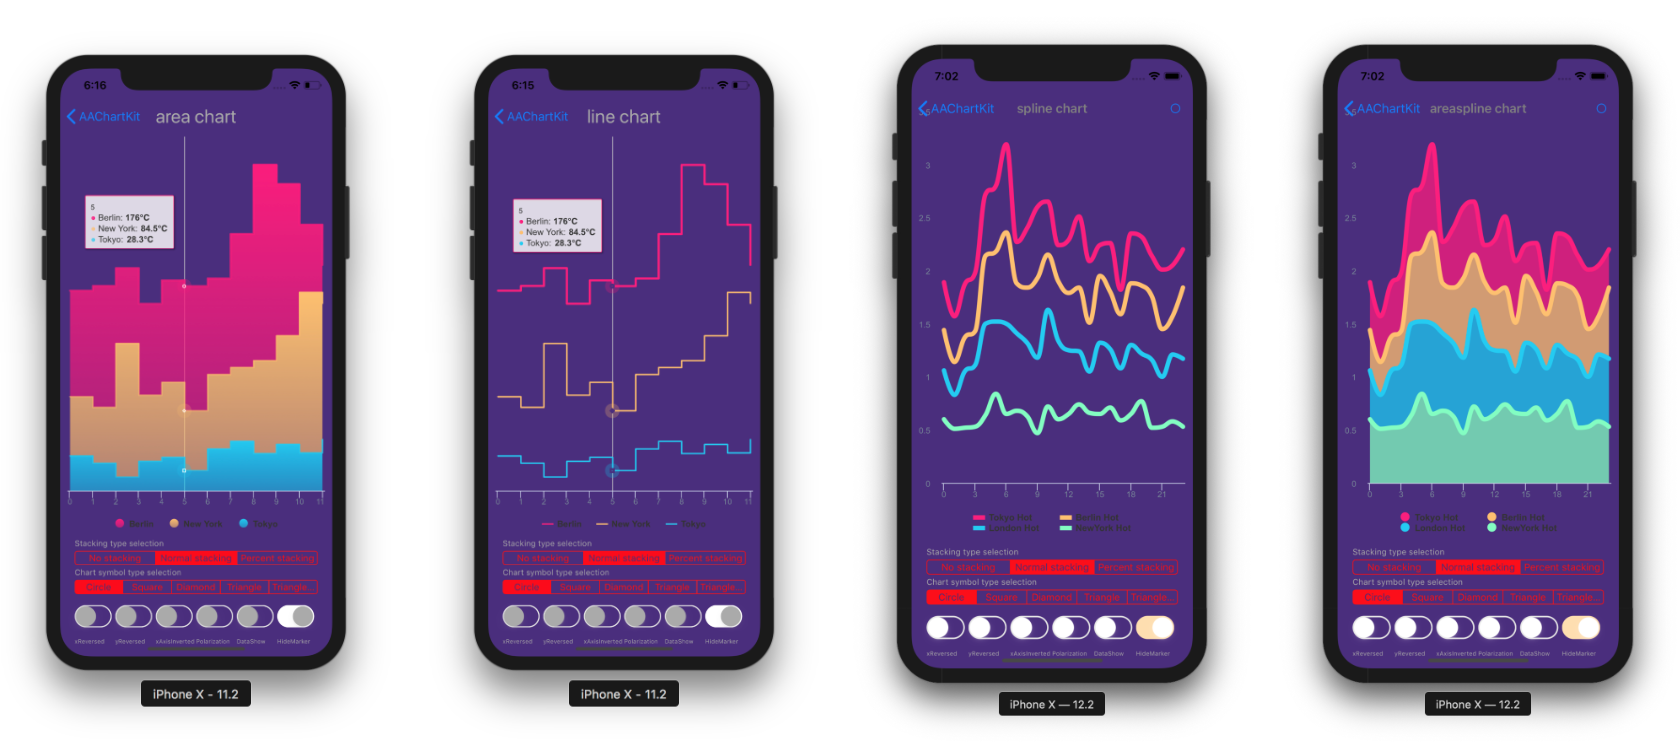 6:16
AAChartKit area chart
5
Berlin: 176°C
New York: 84.5°C
Tokyo: 28.3°C
0 1 2 3 4 5 6 7 8 9 10 11
Berlin New York Tokyo
Stacking type selection
No stacking Normal stacking Percent stacking
Chart symbol type selection
Circle Square Diamond Triangle Triangle...
xReversed yReversed xAxisInverted Polarization DataShow HideMarker
iPhone X - 11.2
6:15
AAChartKit line chart
5
Berlin: 176°C
New York: 84.5°C
Tokyo: 28.3°C
0 1 2 3 4 5 6 7 8 9 10 11
Berlin New York Tokyo
Stacking type selection
No stacking Normal stacking Percent stacking
Chart symbol type selection
Circle Square Diamond Triangle Triangle...
xReversed yReversed xAxisInverted Polarization DataShow HideMarker
iPhone X - 11.2
7:02
AAChartKit spline chart
3
2.5
2
1.5
1
0.5
0
0 3 6 9 12 15 18 21
Tokyo Hot Berlin Hot
London Hot NewYork Hot
Stacking type selection
No stacking Normal stacking Percent stacking
Chart symbol type selection
Circle Square Diamond Triangle Triangle...
xReversed yReversed xAxisInverted Polarization DataShow HideMarker
iPhone X — 12.2
7:02
AAChartKit areaspline chart
3
2.5
2
1.5
1
0.5
0
0 3 6 9 12 15 18 21
Tokyo Hot Berlin Hot
London Hot NewYork Hot
Stacking type selection
No stacking Normal stacking Percent stacking
Chart symbol type selection
Circle Square Diamond Triangle Triangle...
xReversed yReversed xAxisInverted Polarization DataShow HideMarker
iPhone X — 12.2